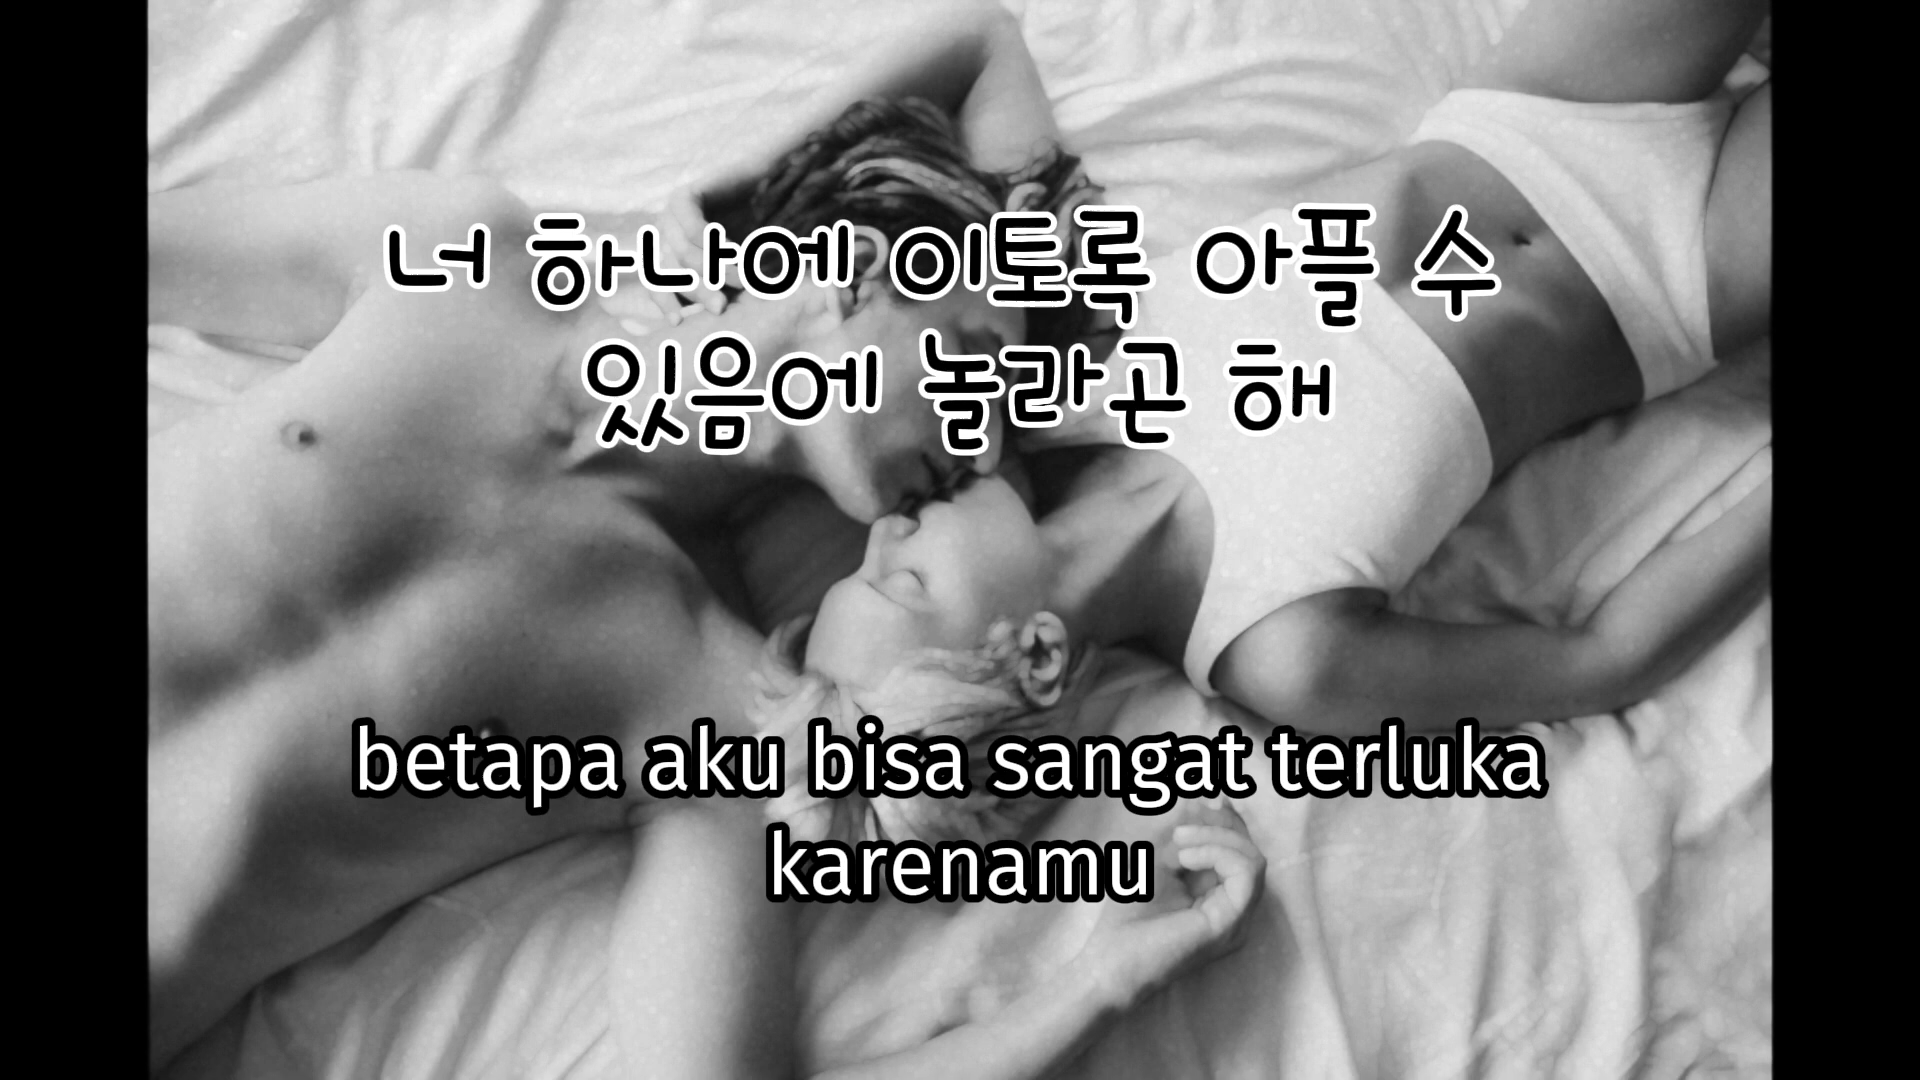 너 하나에 이토록 아플 수
있음에 놀라곤 해
betapa aku bisa sangat terluka
karenamu